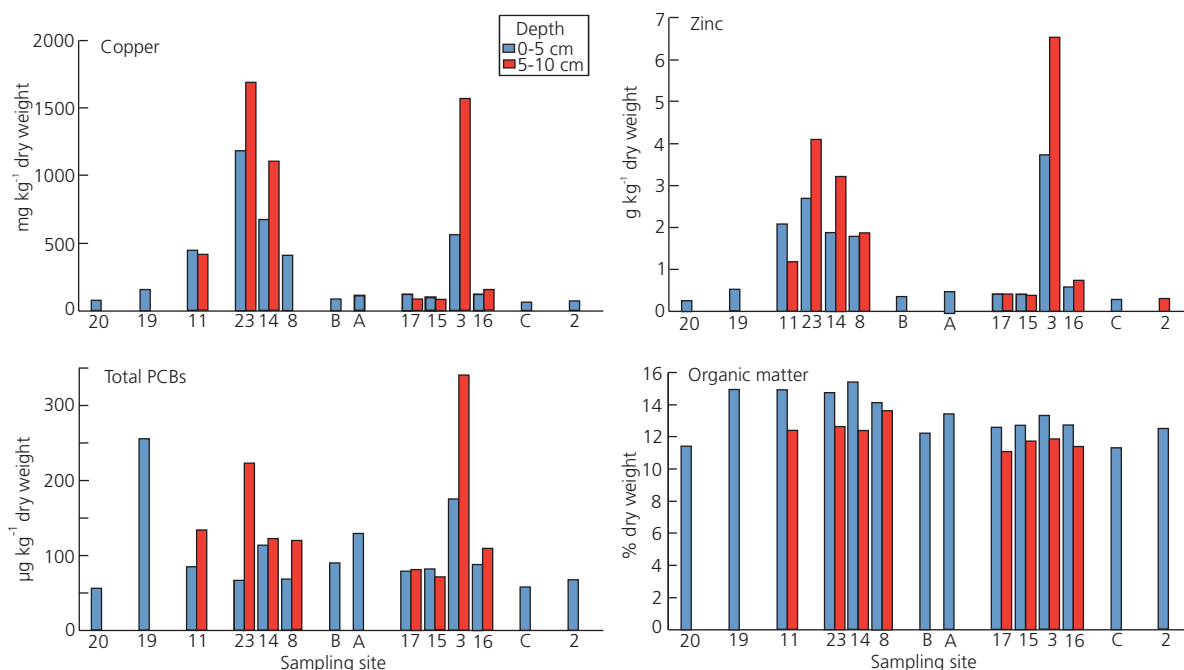 Copper
Depth
0-5 cm
5-10 cm
2000
1500
1000
500
0
mg kg⁻¹ dry weight
20 19 11 23 14 8 B A 17 15 3 16 C 2
Zinc
7
6
5
4
3
2
1
0
g kg⁻¹ dry weight
20 19 11 23 14 8 B A 17 15 3 16 C 2
Total PCBs
300
200
100
0
µg kg⁻¹ dry weight
20 19 11 23 14 8 B A 17 15 3 16 C 2
Sampling site
Organic matter
16
14
12
10
8
6
4
2
0
% dry weight
20 19 11 23 14 8 B A 17 15 3 16 C 2
Sampling site